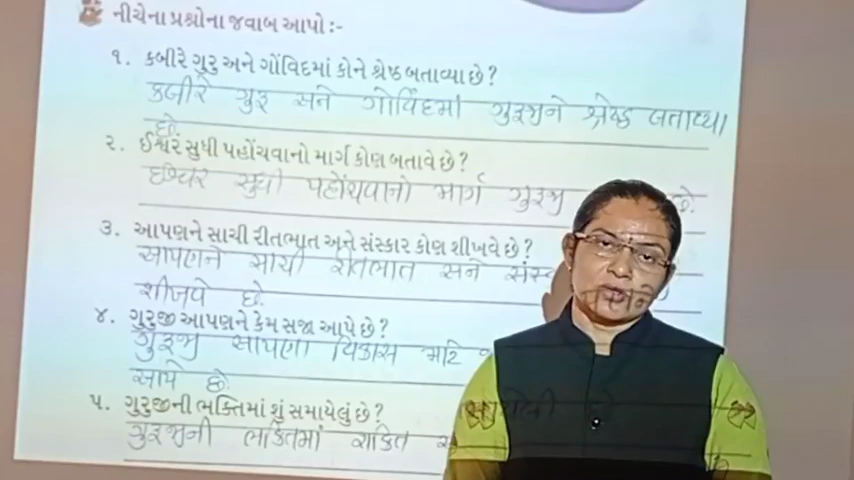 નીચેના પ્રશ્નોના જવાબ આપો :-
૧. કબીરે ગુરુ અને ગોવિંદમાં કોને શ્રેષ્ઠ બતાવ્યા છે?
કબીરે ગુરૂ અને ગોવિંદમાં ગુરૂજીને શ્રેષ્ઠ બતાવ્યા
છે.
૨. ઈશ્વર સુધી પહોંચવાનો માર્ગ કોણ બતાવે છે?
ઈશ્વર સુધી પહોંચવાનો માર્ગ ગુરૂજી છે.
૩. આપણને સાચી રીતભાત અને સંસ્કાર કોણ શીખવે છે?
આપણને સાચી રીતભાત અને
શીખવે છે.
૪. ગુરુજી આપણને કેમ સજા આપે છે?
ગુરૂજી આપણા વિકાસ માટે
આપે છે.
૫. ગુરુજીની ભક્તિમાં શું સમાયેલું છે?
ગુરૂજીની ભકિતમાં શકિત